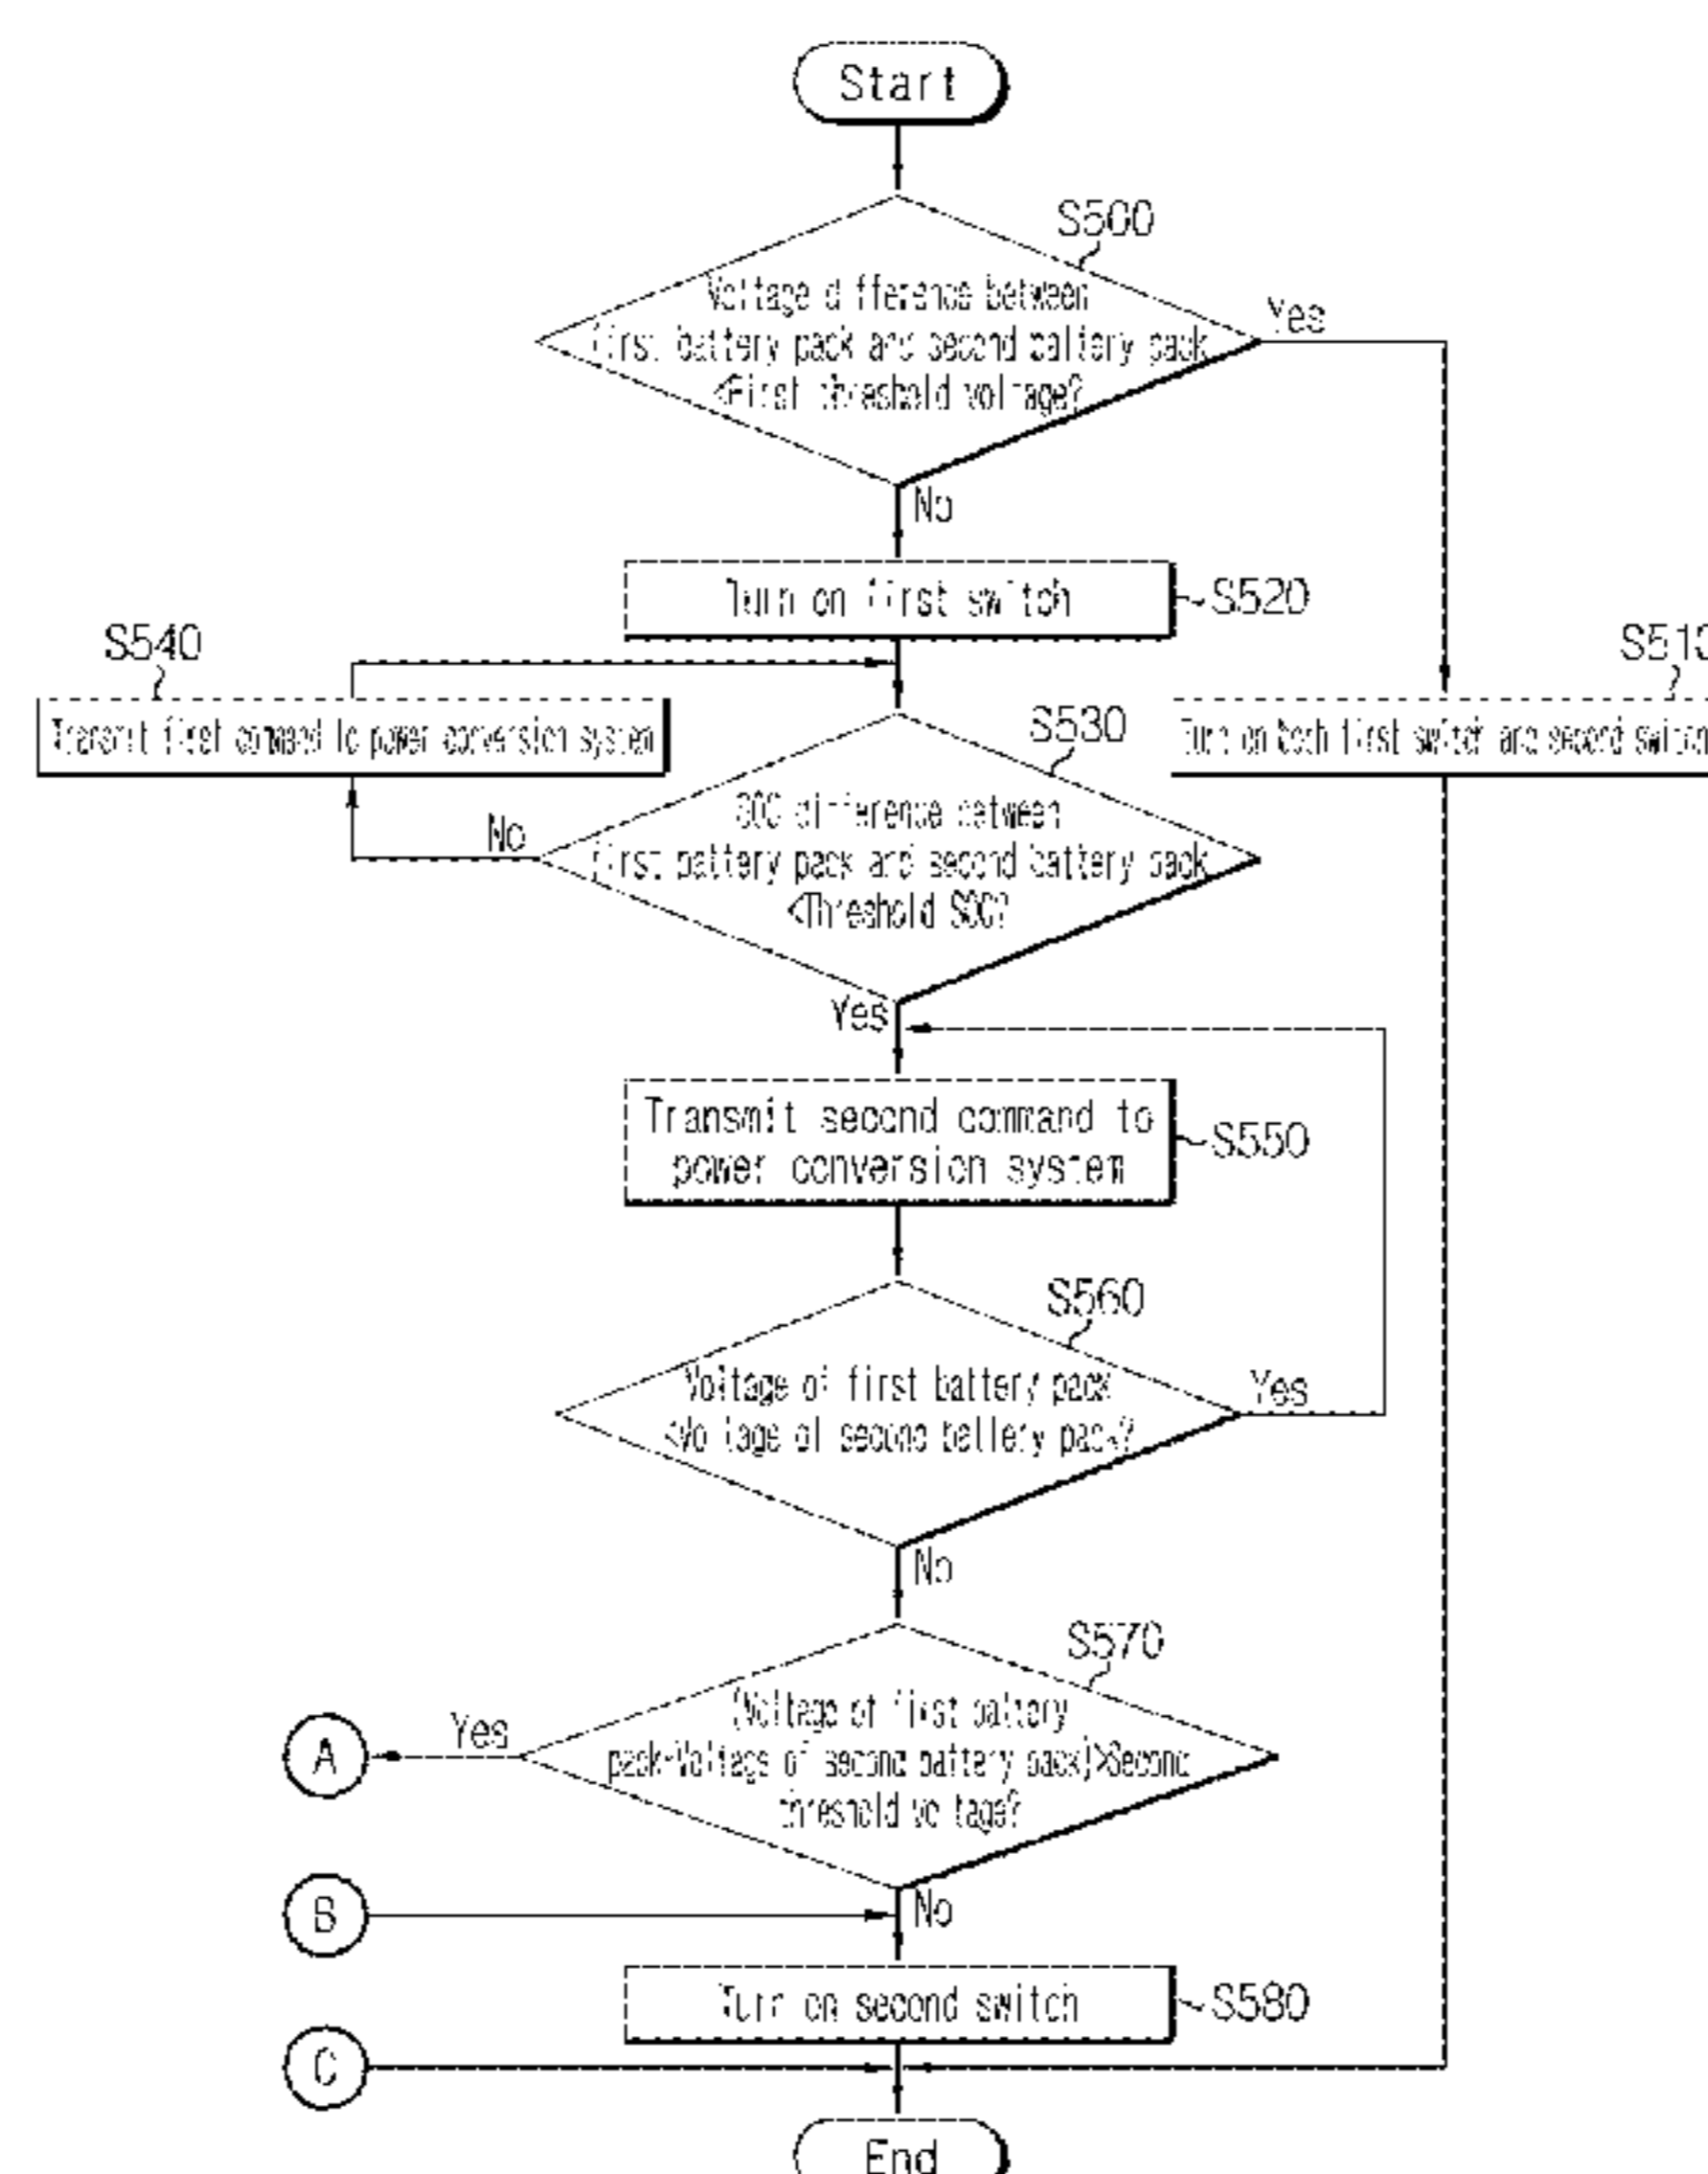 Start
S500
Voltage difference between
first battery pack and second battery pack
<First threshold voltage?
Yes
No
Turn on first switch
S520
S540
S510
Transmit first command to power conversion system
S530
Turn on both first switch and second switch
SOC difference between
first battery pack and second battery pack
<Threshold SOC?
No
Yes
Transmit second command to
power conversion system
S550
S560
Voltage of first battery pack
<Voltage of second battery pack?
Yes
No
S570
(Voltage of first battery
pack-Voltage of second battery pack)>Second
threshold voltage?
Yes
A
No
B
Turn on second switch
S580
C
End